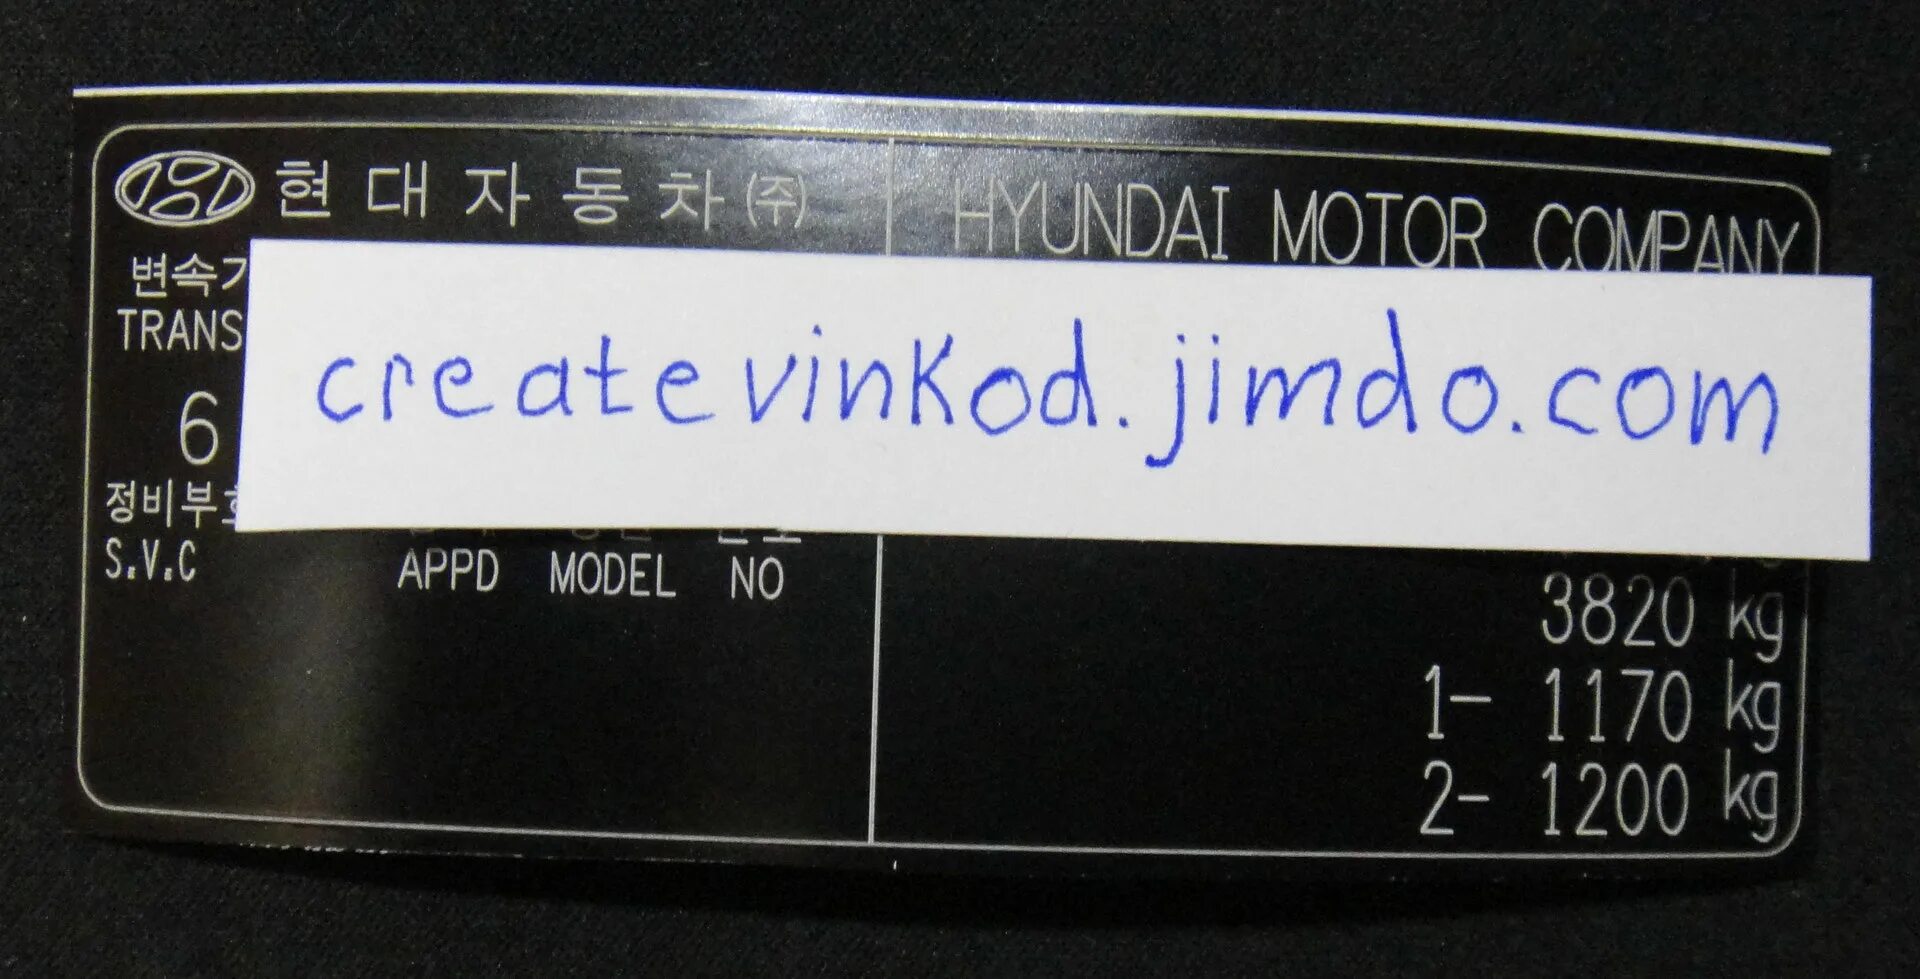 현대자동차(주) HYUNDAI MOTOR COMPANY
변속기
TRANS
createvinkod.jimdo.com
6
정비부호
S.V.C APPD MODEL NO
3820 kg
1- 1170 kg
2- 1200 kg